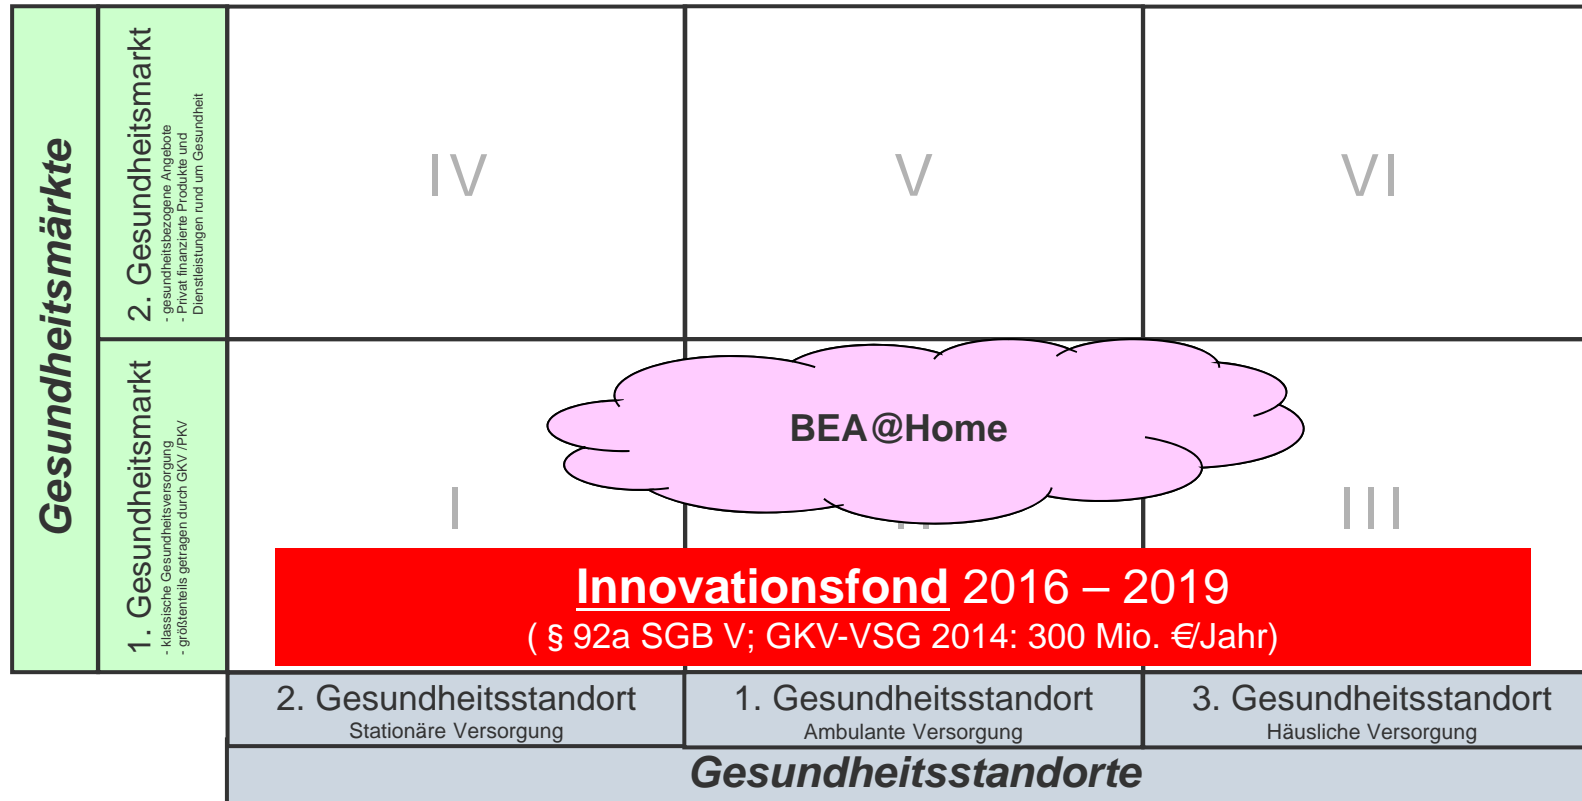 Gesundheitsmärkte
2. Gesundheitsmarkt
- gesundheitsbezogene Angebote
- Privat finanzierte Produkte und
Dienstleistungen rund um Gesundheit
IV
V
VI
1. Gesundheitsmarkt
- klassische Gesundheitsversorgung
- größtenteils getragen durch GKV /PKV
BEA@Home
I
II
III
Innovationsfond 2016 – 2019
( § 92a SGB V; GKV-VSG 2014: 300 Mio. €/Jahr)
2. Gesundheitsstandort
Stationäre Versorgung
1. Gesundheitsstandort
Ambulante Versorgung
3. Gesundheitsstandort
Häusliche Versorgung
Gesundheitsstandorte